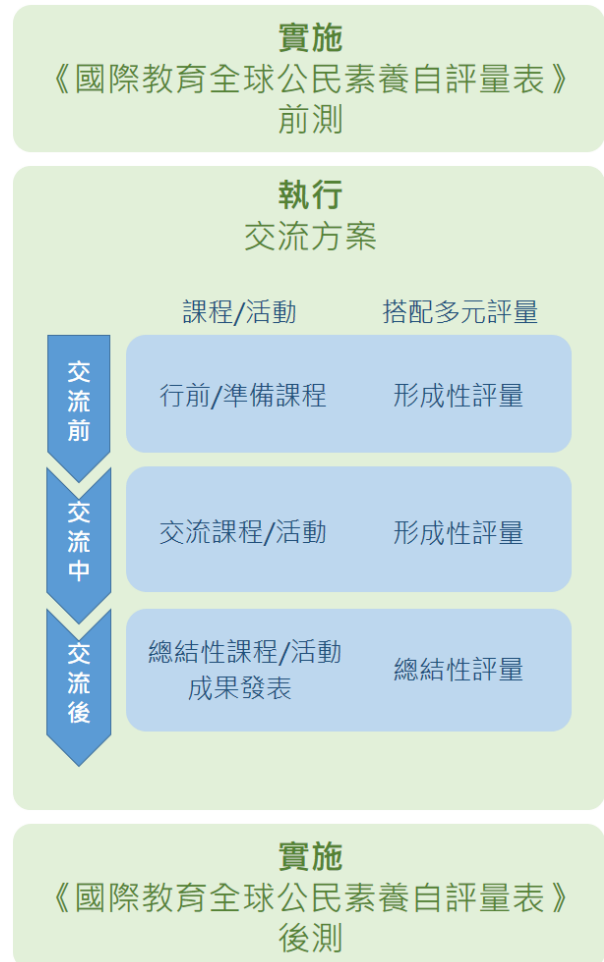 實施
《國際教育全球公民素養自評量表》
前測
執行
交流方案
課程/活動
搭配多元評量
交流前
行前/準備課程
形成性評量
交流中
交流課程/活動
形成性評量
交流後
總結性課程/活動
成果發表
總結性評量
實施
《國際教育全球公民素養自評量表》
後測